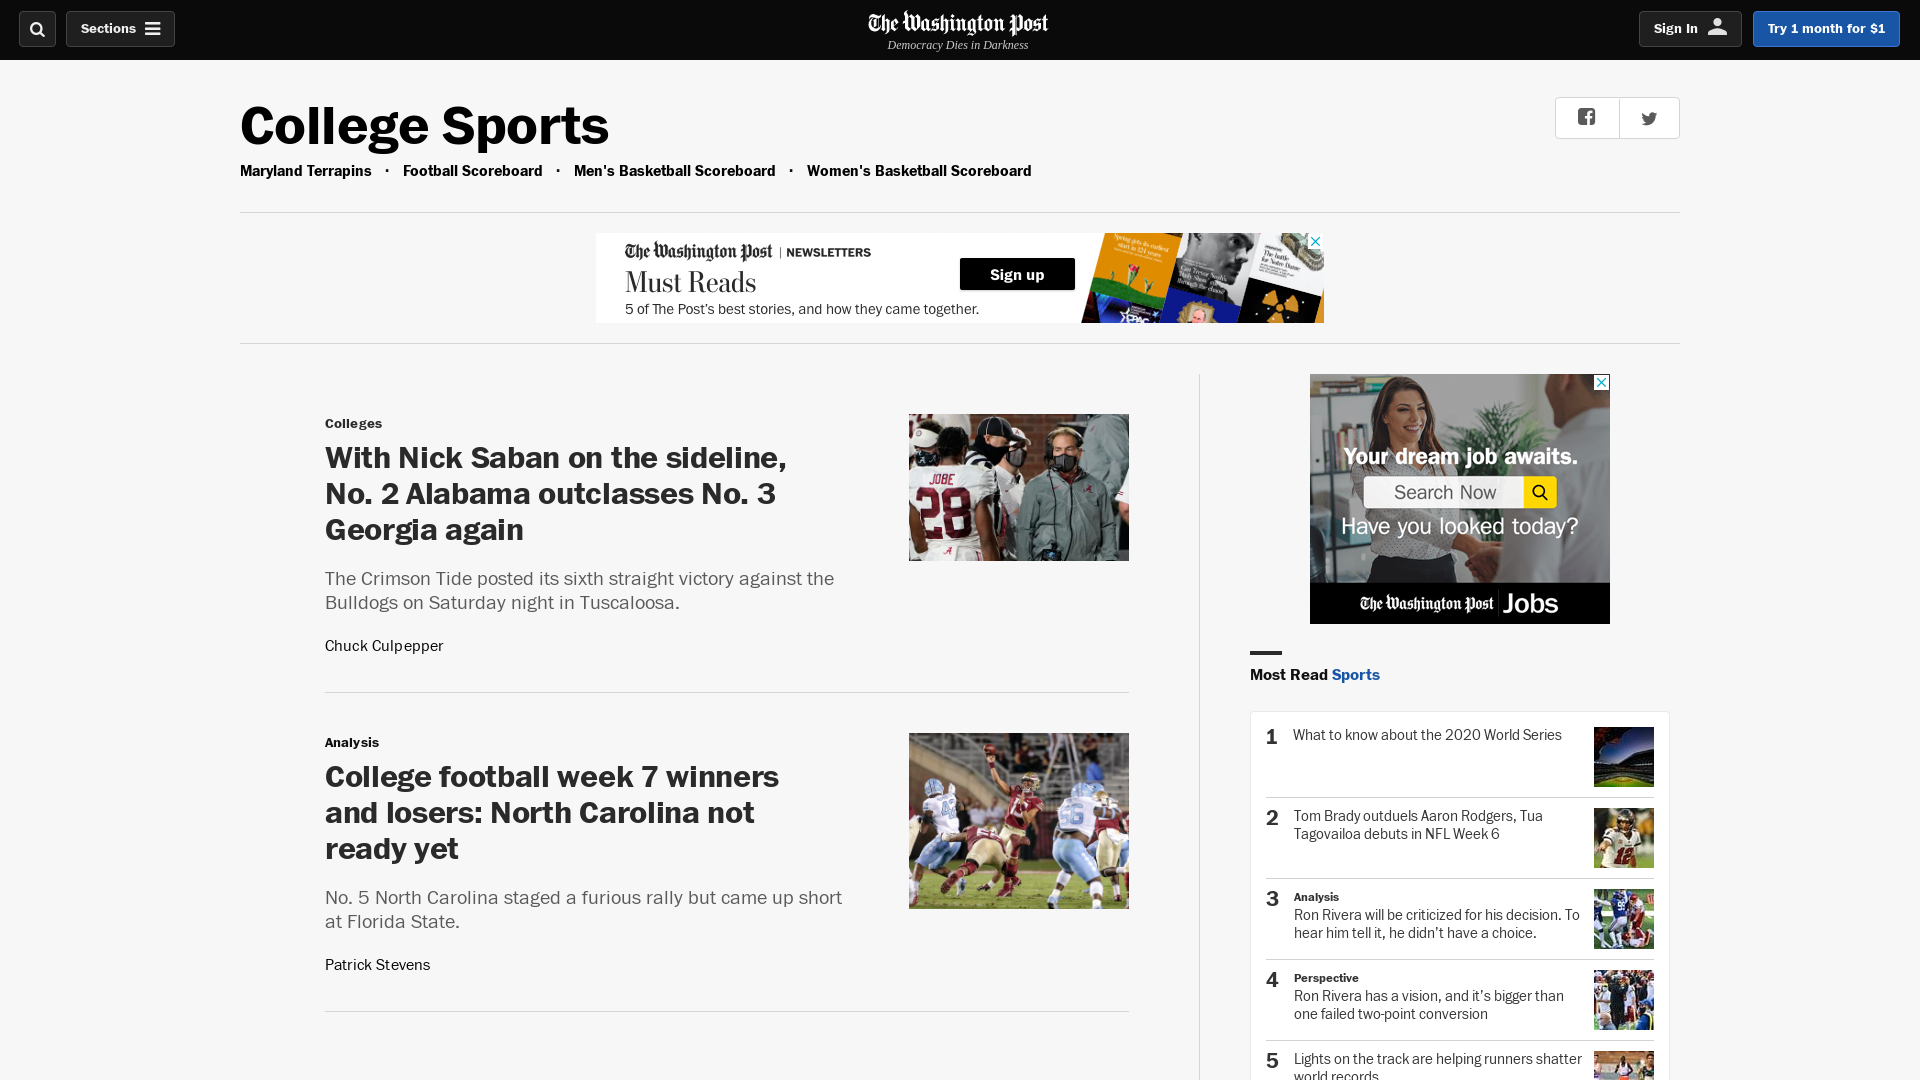 Sections
The Washington Post
Democracy Dies in Darkness
Sign In
Try 1 month for $1
College Sports
Maryland Terrapins · Football Scoreboard · Men's Basketball Scoreboard · Women's Basketball Scoreboard
The Washington Post | NEWSLETTERS
Must Reads
5 of The Post's best stories, and how they came together.
Sign up
Colleges
With Nick Saban on the sideline,
No. 2 Alabama outclasses No. 3
Georgia again
The Crimson Tide posted its sixth straight victory against the
Bulldogs on Saturday night in Tuscaloosa.
Chuck Culpepper
JOBE
28
Analysis
College football week 7 winners
and losers: North Carolina not
ready yet
No. 5 North Carolina staged a furious rally but came up short
at Florida State.
Patrick Stevens
Your dream job awaits.
Search Now
Have you looked today?
The Washington Post | Jobs
Most Read Sports
1 What to know about the 2020 World Series
2 Tom Brady outduels Aaron Rodgers, Tua
Tagovailoa debuts in NFL Week 6
3 Analysis
Ron Rivera will be criticized for his decision. To
hear him tell it, he didn't have a choice.
4 Perspective
Ron Rivera has a vision, and it's bigger than
one failed two-point conversion
5 Lights on the track are helping runners shatter
world records